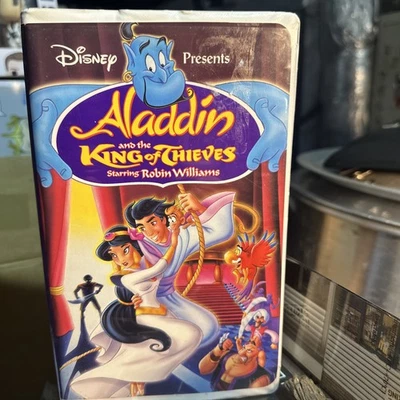 Disney Presents
Aladdin
and the
King of Thieves
Starring Robin Williams